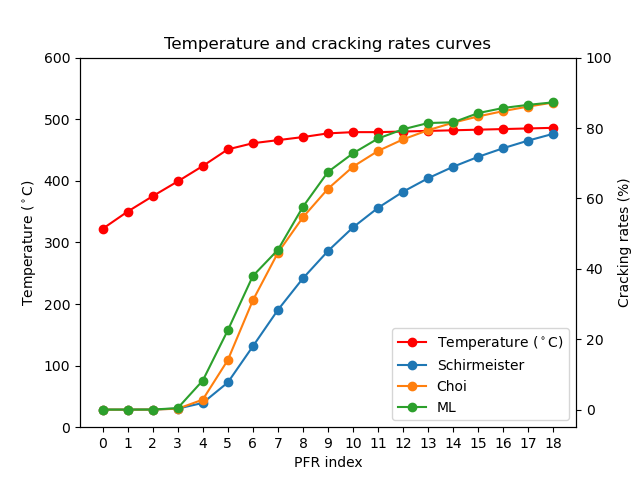 Temperature and cracking rates curves
600
500
400
300
200
100
0
Temperature (°C)
100
80
60
40
20
0
Cracking rates (%)
Temperature (°C)
Schirmeister
Choi
ML
0 1 2 3 4 5 6 7 8 9 10 11 12 13 14 15 16 17 18
PFR index